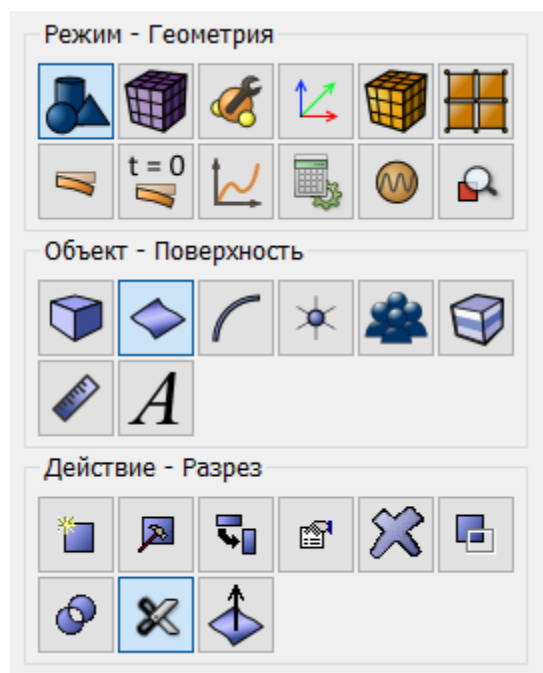 Режим - Геометрия
t = 0
Объект - Поверхность
A
Действие - Разрез